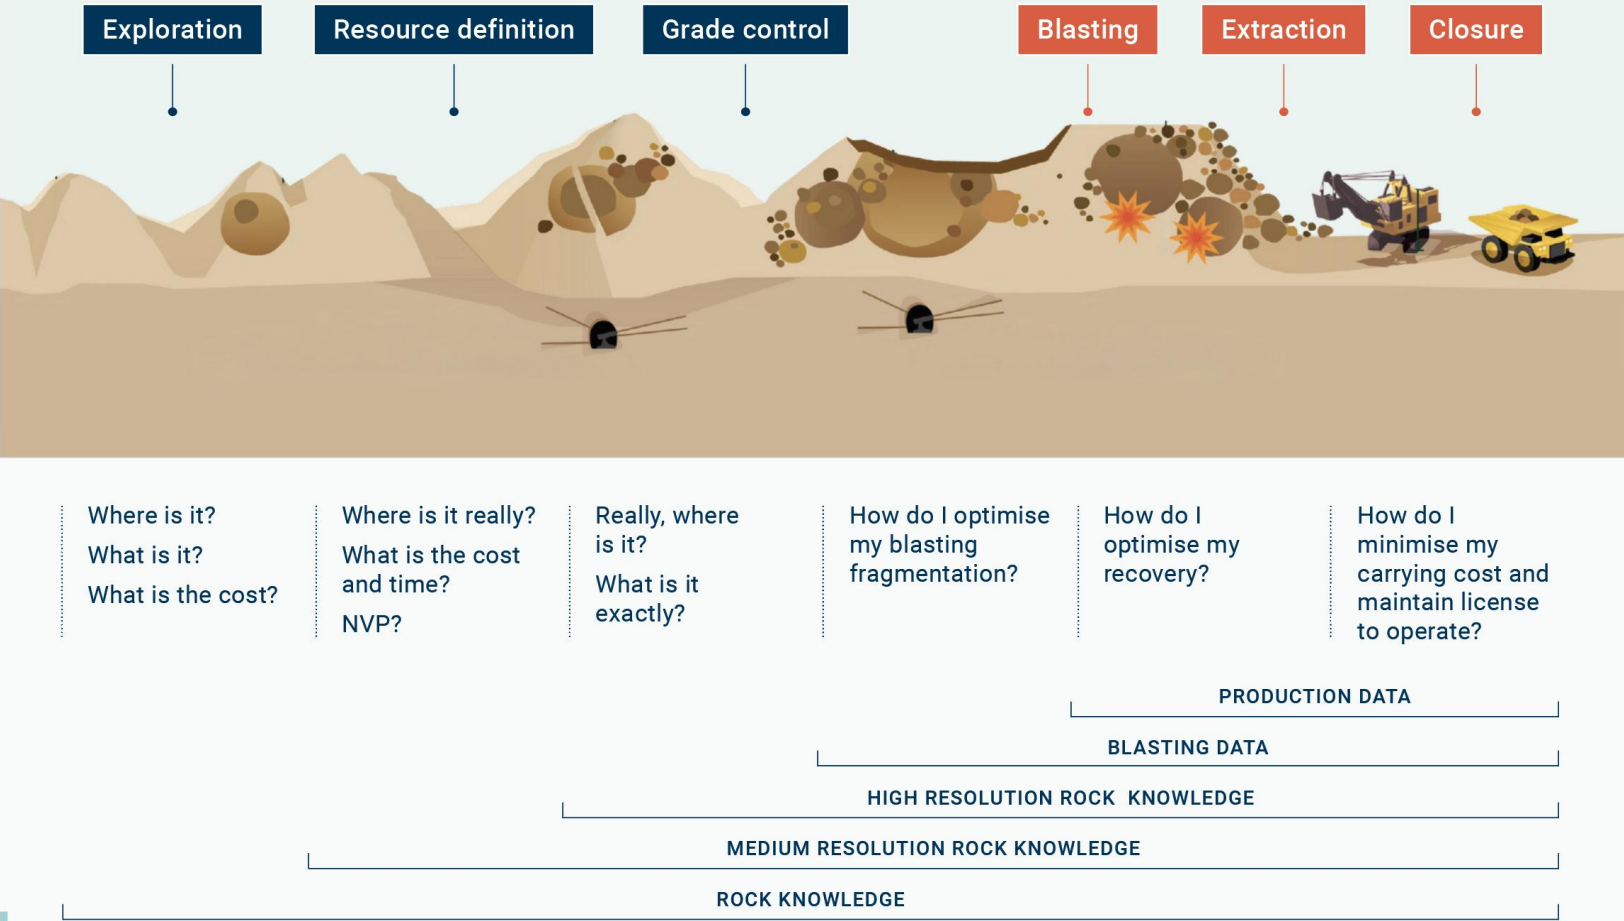 Exploration
Resource definition
Grade control
Blasting
Extraction
Closure
Where is it?
What is it?
What is the cost?
Where is it really?
What is the cost
and time?
NVP?
Really, where
is it?
What is it
exactly?
How do I optimise
my blasting
fragmentation?
How do I
optimise my
recovery?
How do I
minimise my
carrying cost and
maintain license
to operate?
PRODUCTION DATA
BLASTING DATA
HIGH RESOLUTION ROCK KNOWLEDGE
MEDIUM RESOLUTION ROCK KNOWLEDGE
ROCK KNOWLEDGE